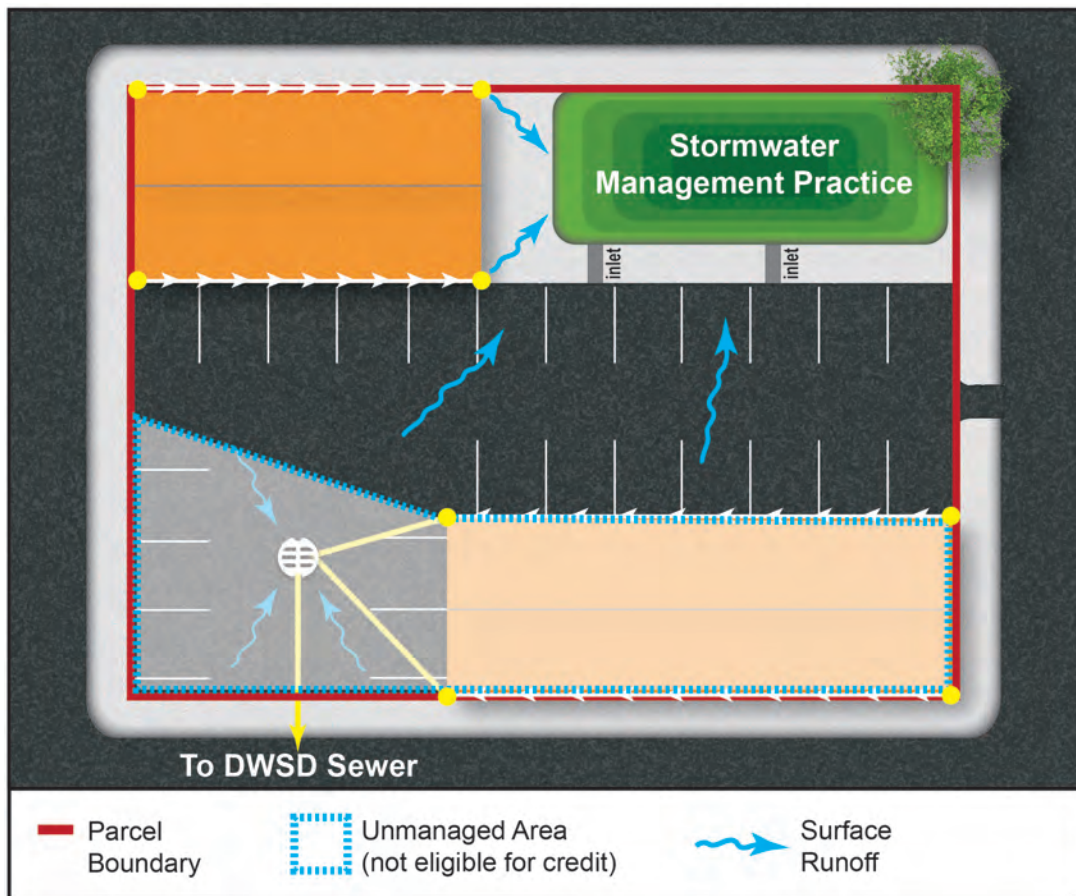 Stormwater
Management Practice
inlet
inlet
To DWSD Sewer
Parcel
Boundary
Unmanaged Area
(not eligible for credit)
Surface
Runoff